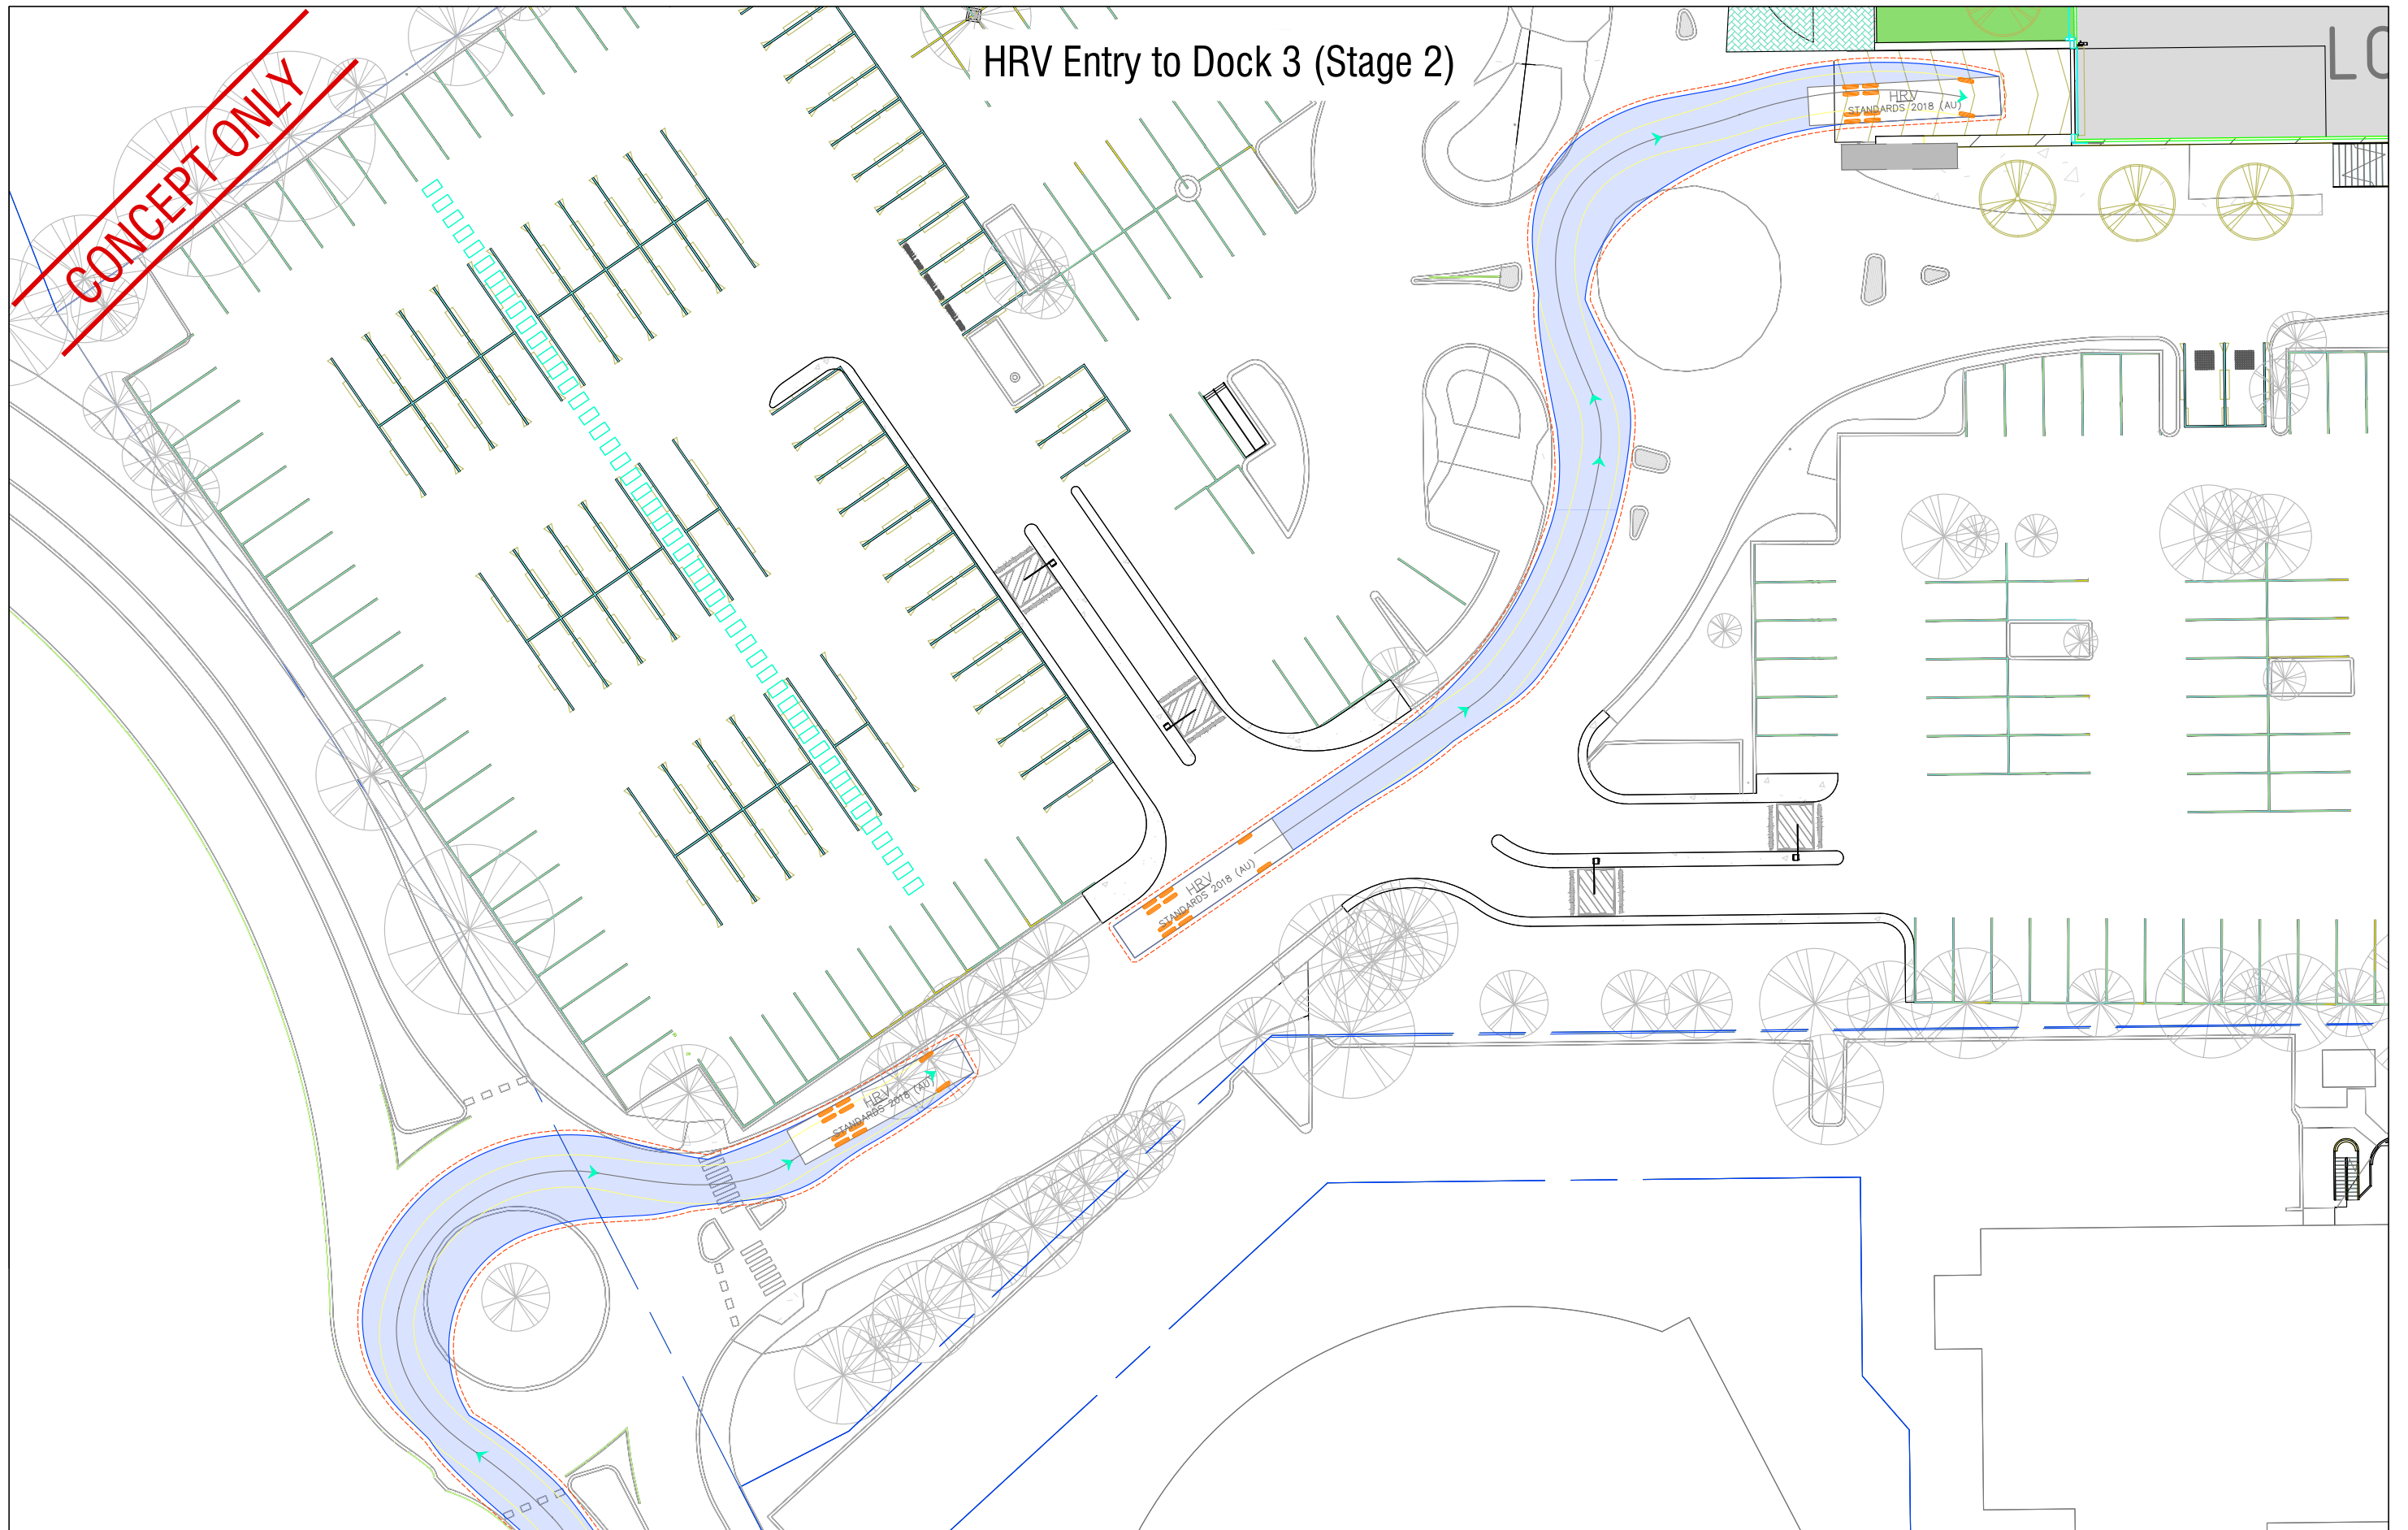 HRV Entry to Dock 3 (Stage 2)
CONCEPT ONLY
LO
HRV
STANDARDS 2018 (AU)
HRV
STANDARDS 2018 (AU)
HRV
STANDARDS 2018 (AU)